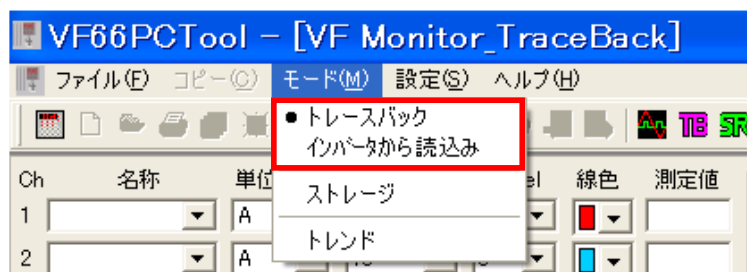 VF66PCTool - [VF Monitor_TraceBack]
ファイル(F) コピー(C) モード(M) 設定(S) ヘルプ(H)
● トレースバック
インバータから読込み
TB
Ch 名称 単位 el 線色 測定値
ストレージ
1 A
トレンド
2 A